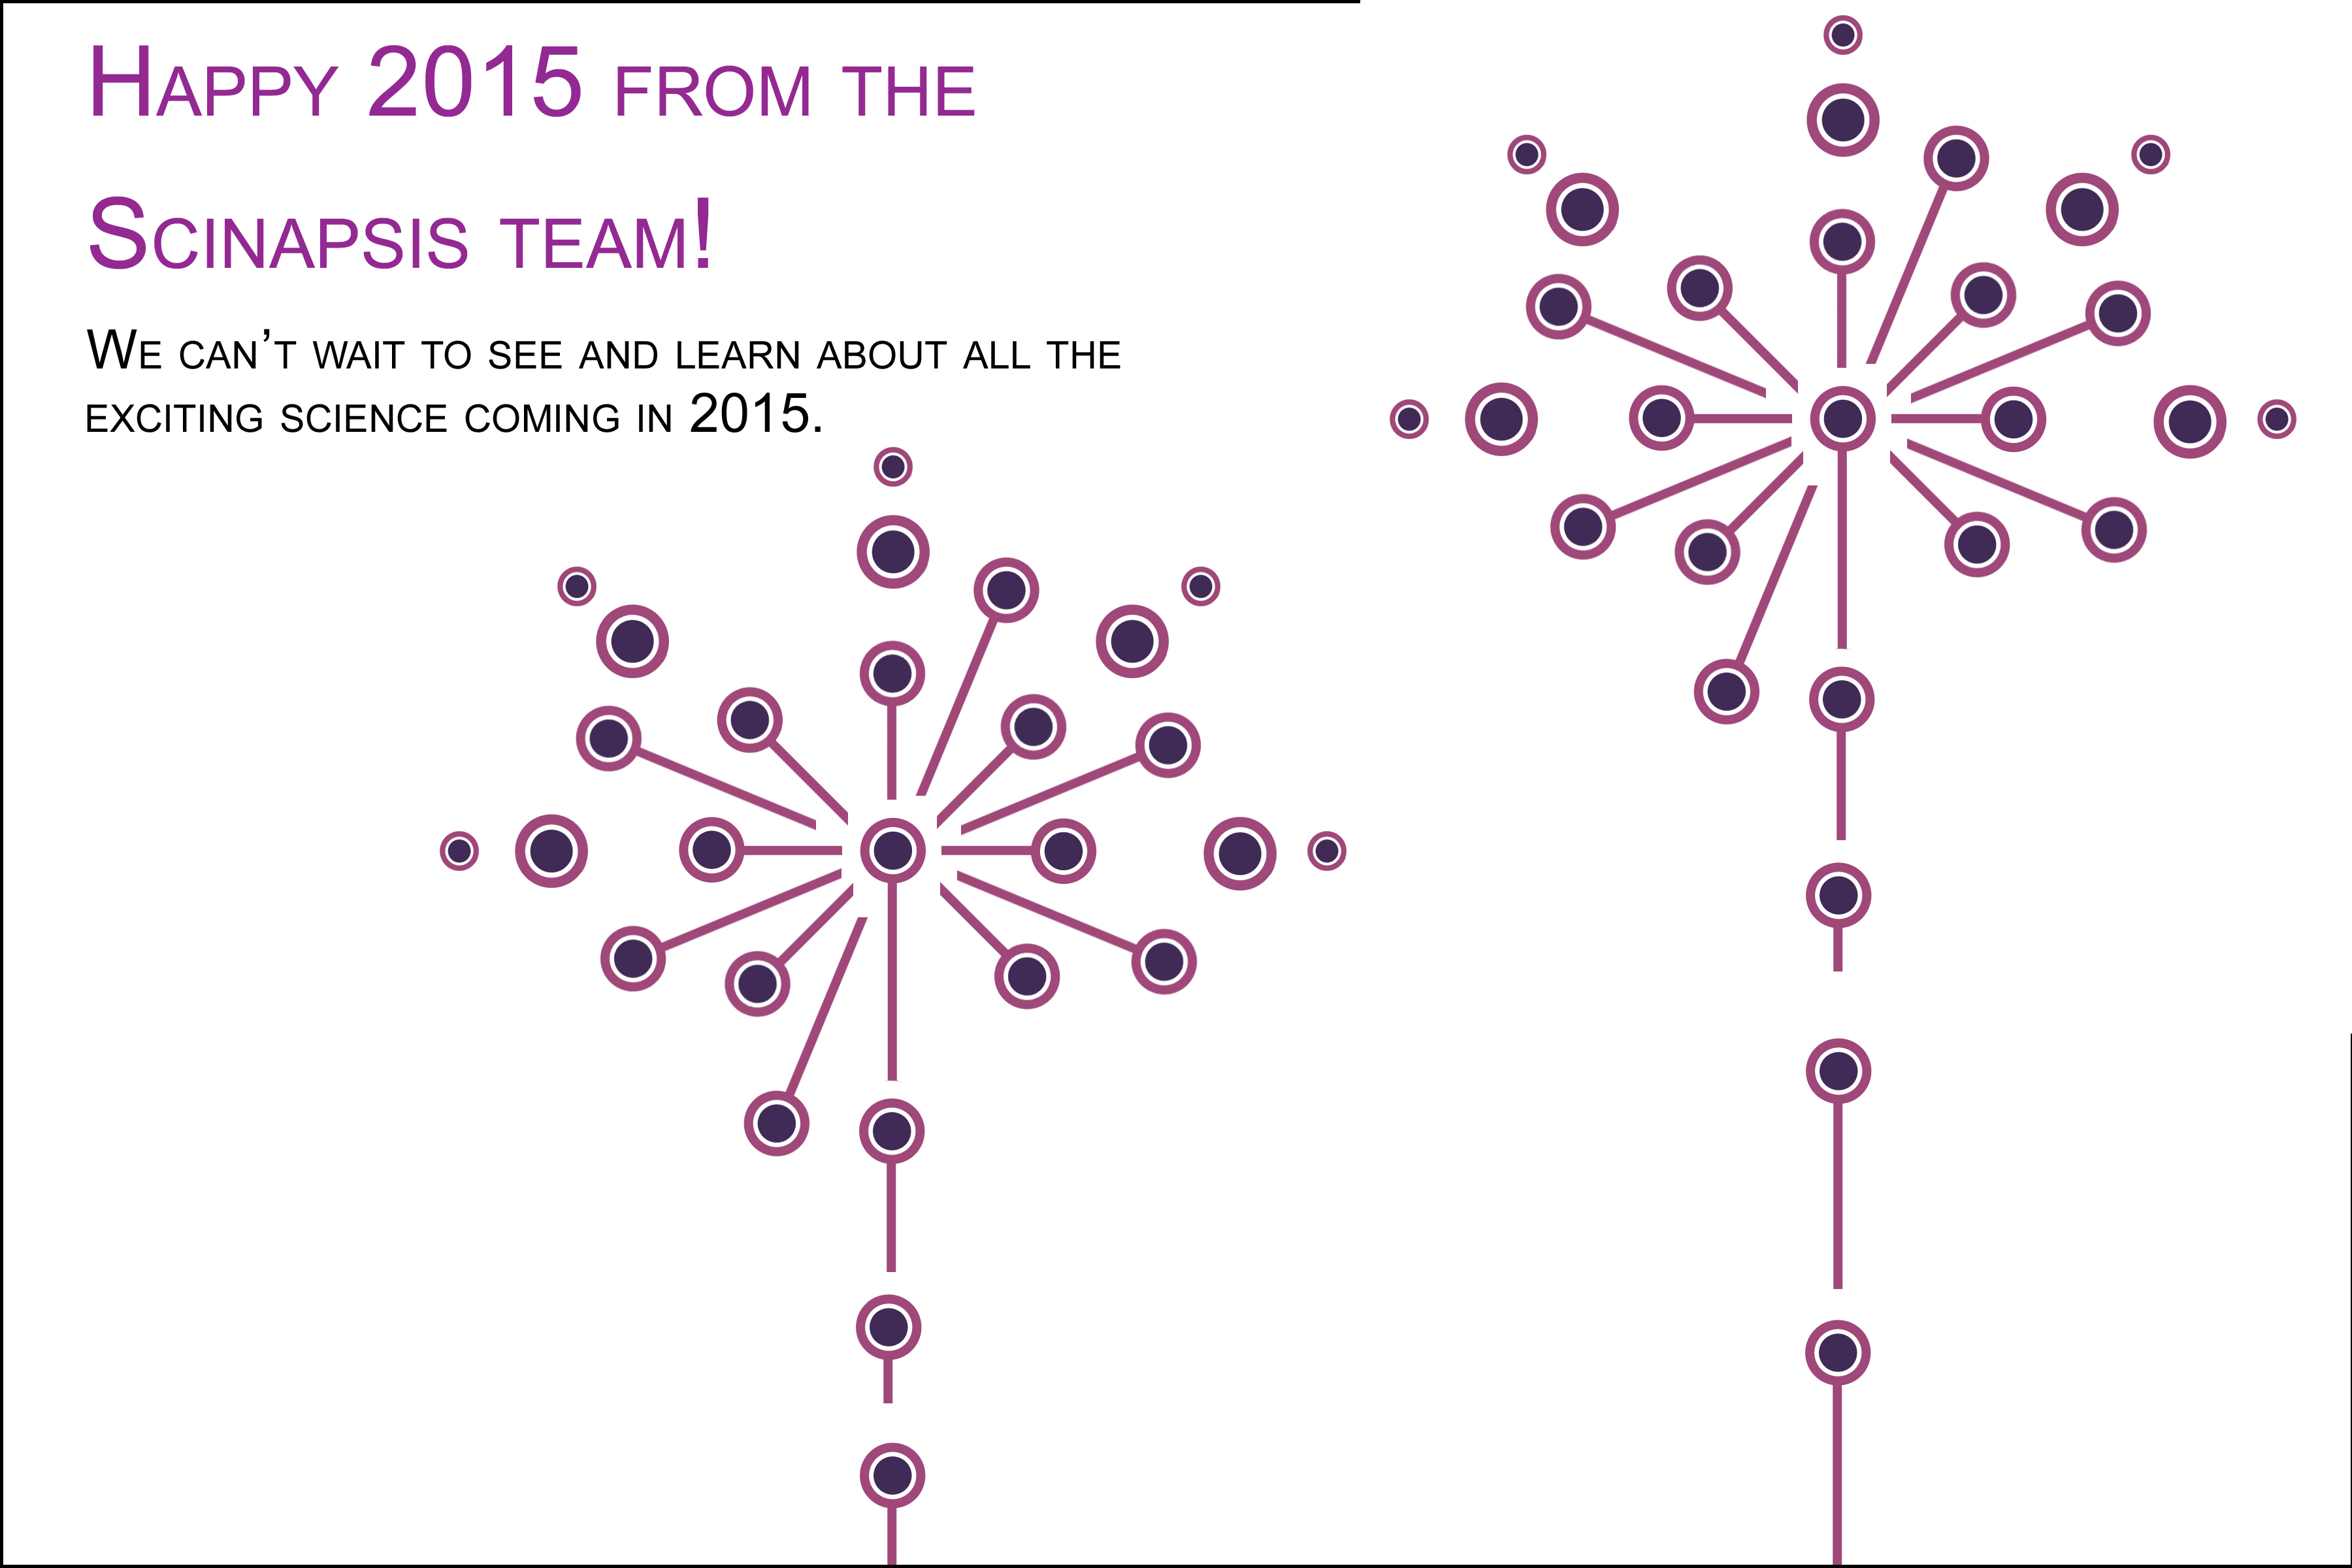 Happy 2015 from the
Scinapsis team!
We can't wait to see and learn about all the
exciting science coming in 2015.